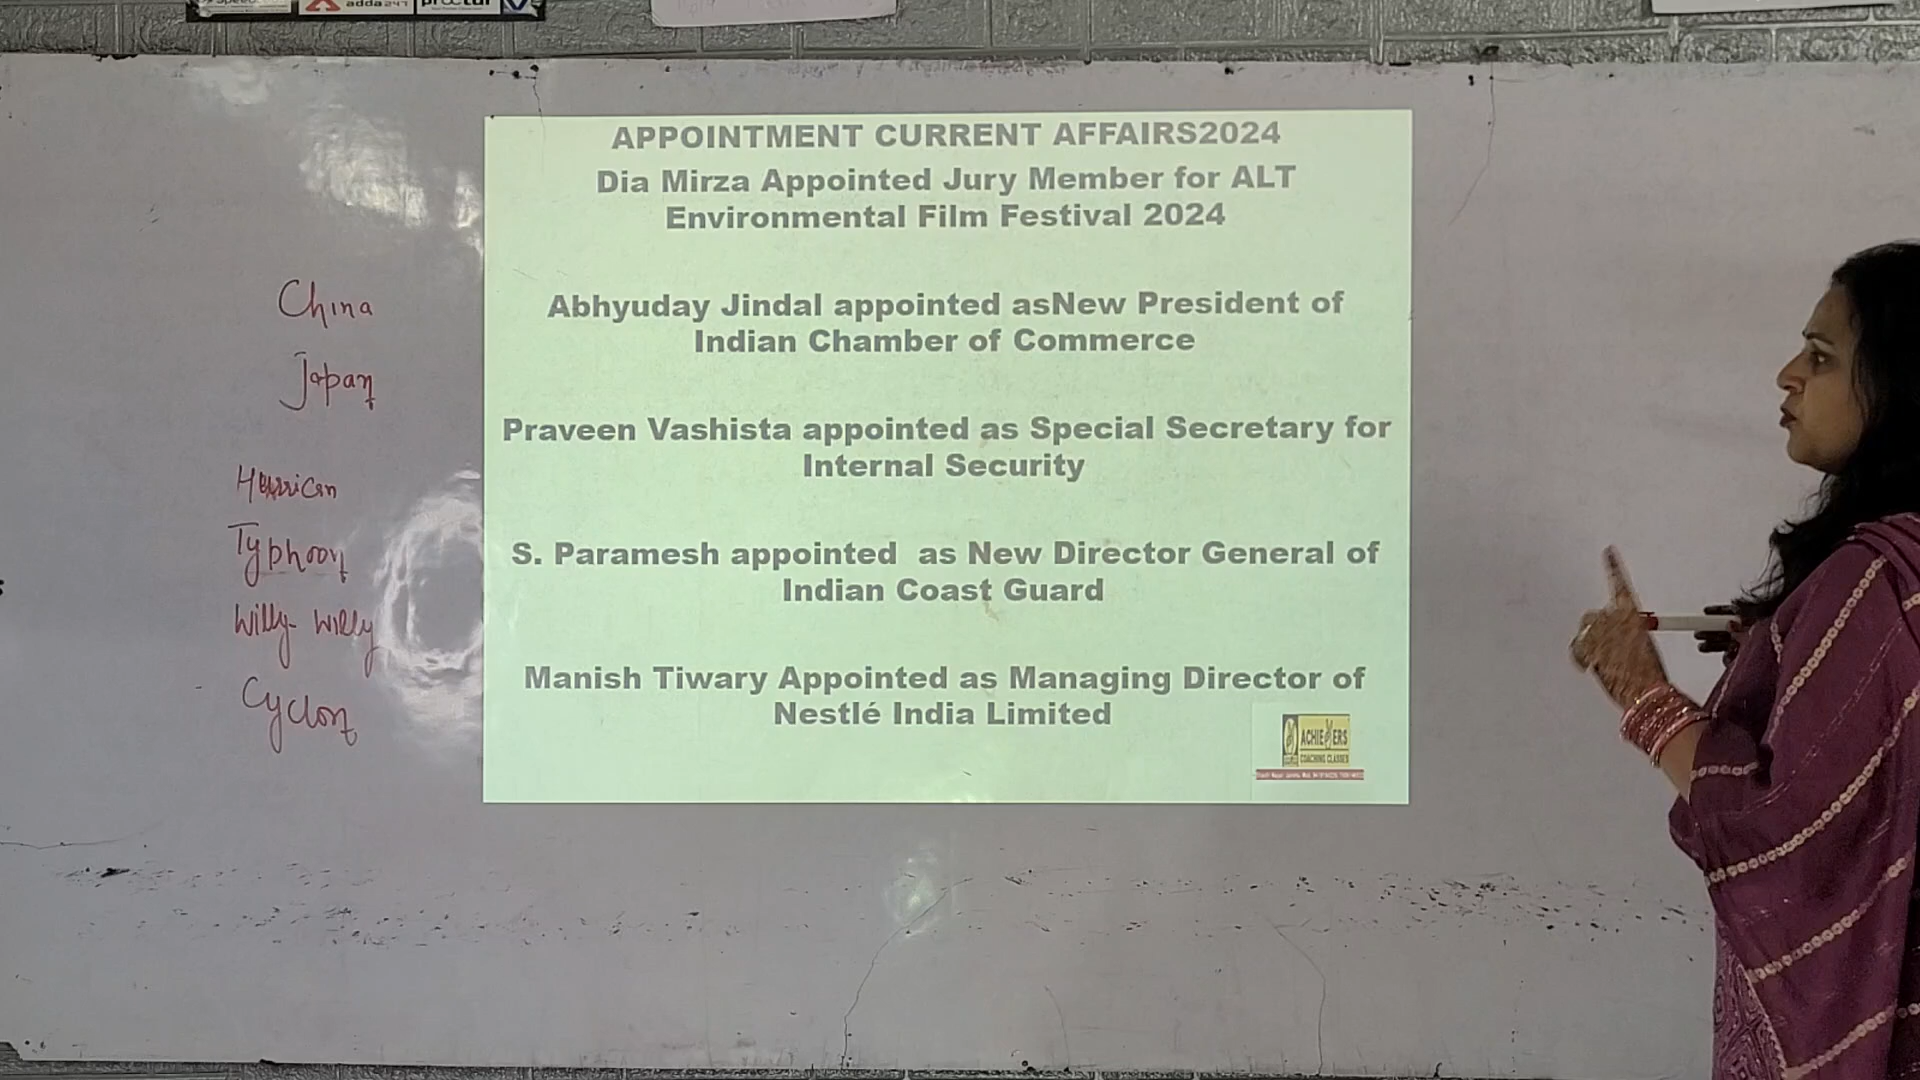 adda247
APPOINTMENT CURRENT AFFAIRS2024
Dia Mirza Appointed Jury Member for ALT
Environmental Film Festival 2024
Abhyuday Jindal appointed asNew President of
Indian Chamber of Commerce
Praveen Vashista appointed as Special Secretary for
Internal Security
S. Paramesh appointed as New Director General of
Indian Coast Guard
Manish Tiwary Appointed as Managing Director of
Nestlé India Limited
ACHIEVERS
COACHING CLASSES
China
Japan
Hurrican
Typhoon
Willy- Willy
Cyclon